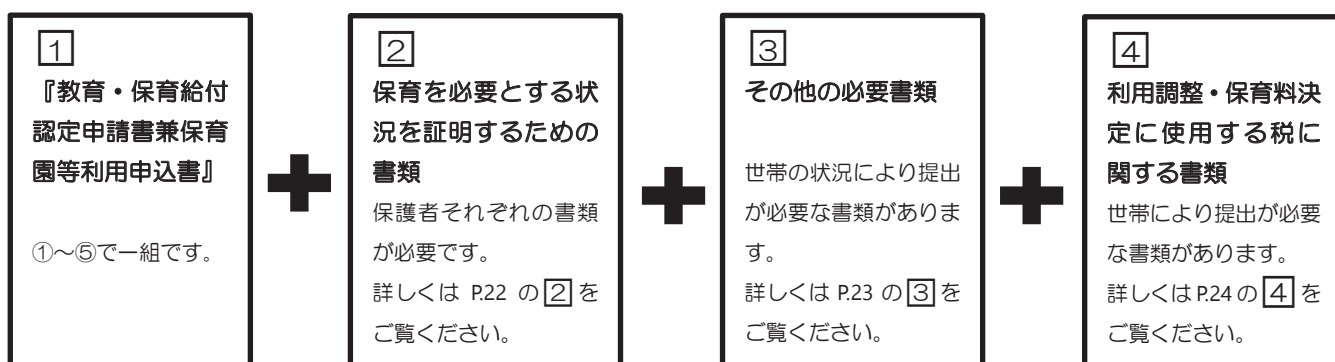 1
『教育・保育給付
認定申請書兼保育
園等利用申込書』
①～⑤で一組です。
2
保育を必要とする状
況を証明するための
書類
保護者それぞれの書類
が必要です。
詳しくは P.22 の 2 を
ご覧ください。
3
その他の必要書類
世帯の状況により提出
が必要な書類がありま
す。
詳しくは P.23 の 3 を
ご覧ください。
4
利用調整・保育料決
定に使用する税に
関する書類
世帯により提出が必要
な書類があります。
詳しくは P.24 の 4 を
ご覧ください。